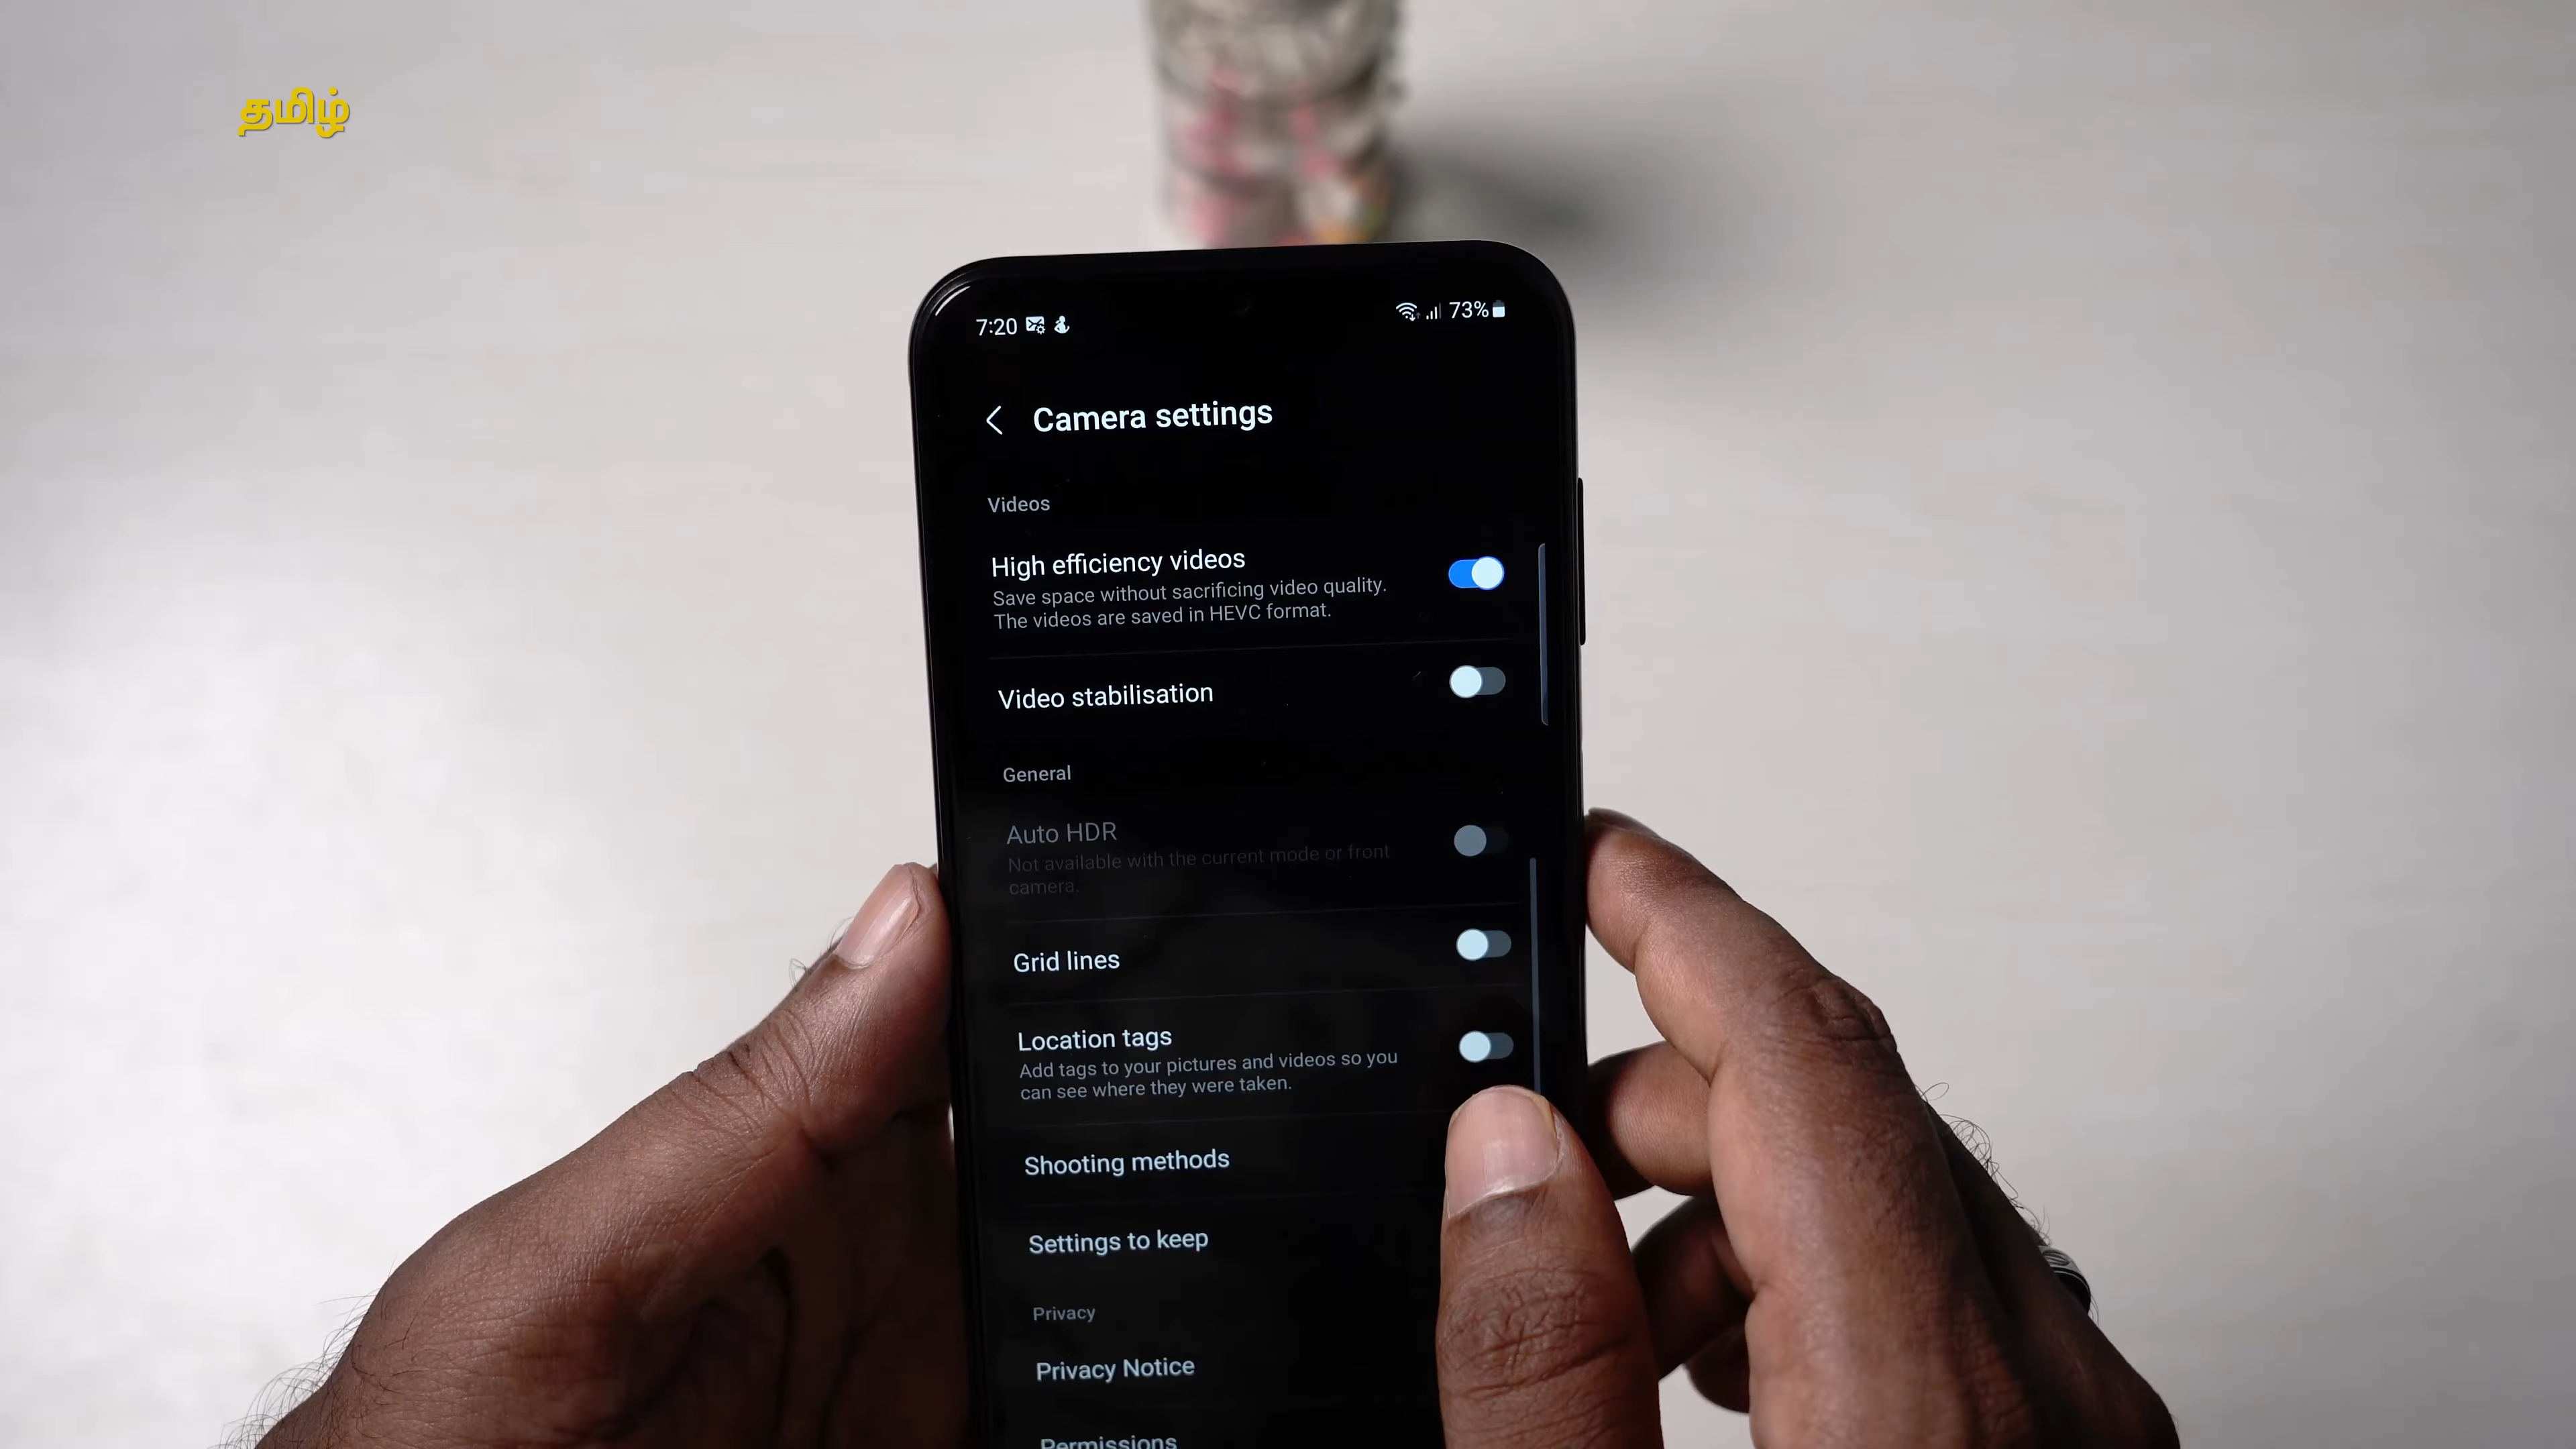 தமிழ்
7:20
73%
Camera settings
Videos
High efficiency videos
Save space without sacrificing video quality.
The videos are saved in HEVC format.
Video stabilisation
General
Auto HDR
Not available with the current mode or front
camera.
Grid lines
Location tags
Add tags to your pictures and videos so you
can see where they were taken.
Shooting methods
Settings to keep
Privacy
Privacy Notice
Permissions